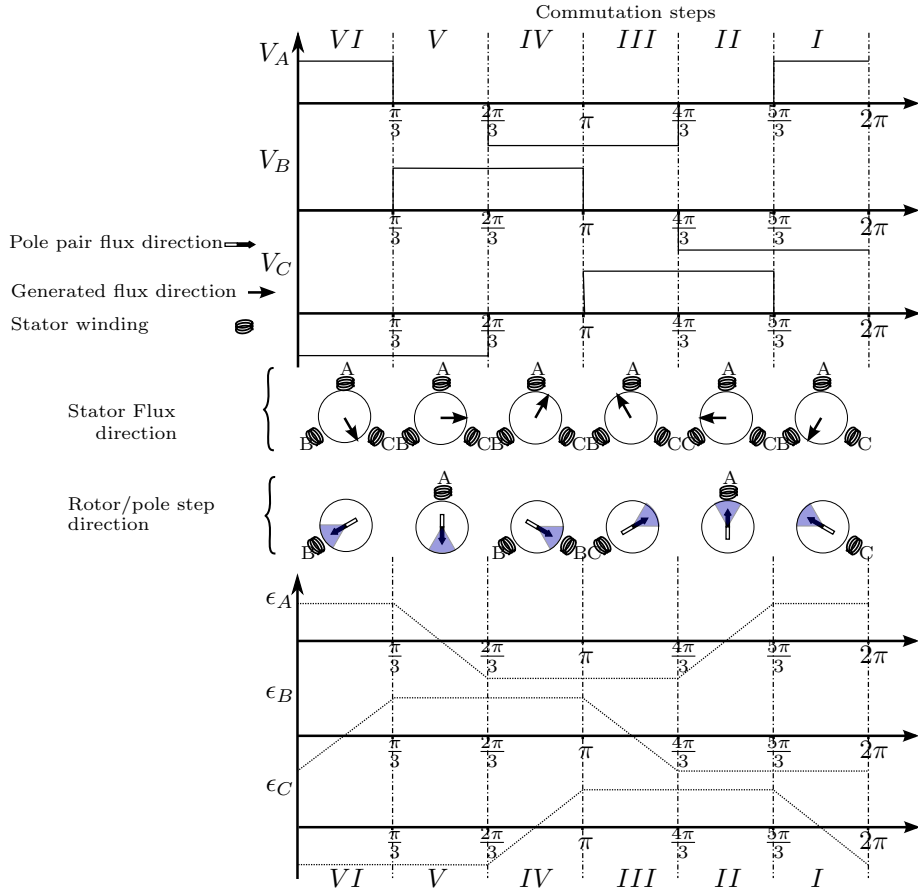 Commutation steps
VI V IV III II I
V_A
π/3 2π/3 π 4π/3 5π/3 2π
V_B
π/3 2π/3 π 4π/3 5π/3 2π
Pole pair flux direction
V_C
Generated flux direction
Stator winding
π/3 2π/3 π 4π/3 5π/3 2π
A A A A A A
Stator Flux
direction
B C B C B C B C C B C B C
A A
Rotor/pole step
direction
B B B C C
ϵ_A
π/3 2π/3 π 4π/3 5π/3 2π
ϵ_B
π/3 2π/3 π 4π/3 5π/3 2π
ϵ_C
π/3 2π/3 π 4π/3 5π/3 2π
VI V IV III II I